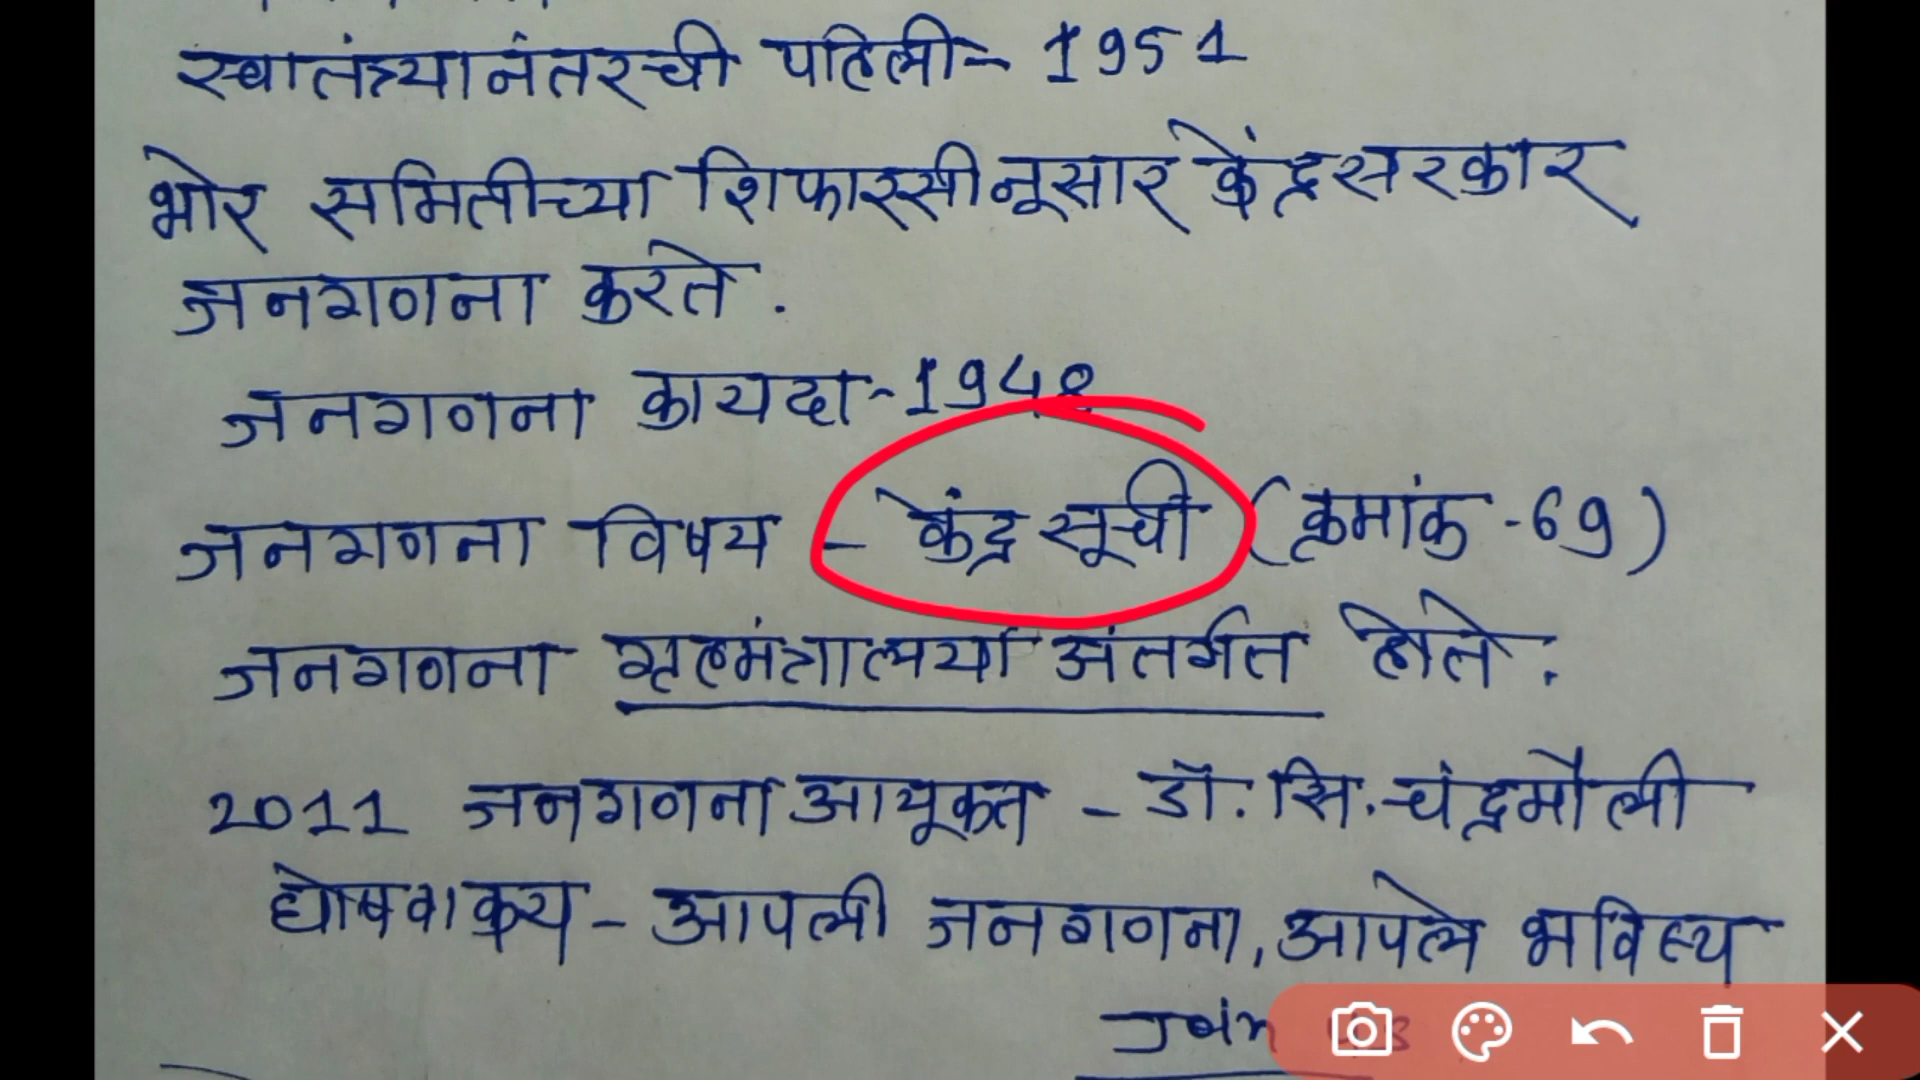 स्वातंत्र्यानंतरची पहिली- 1951
भोर समितीच्या शिफारसीनूसार केंद्रसरकार
जनगणना करते.
जनगणना कायदा-1948
जनगणना विषय - केंद्र सूची (क्रमांक -69)
जनगणना गृहमंत्रालया अंतर्गत होते.
2011 जनगणना आयूक्त - डॉ. सि. चंद्रमौली
घोषवाक्य - आपली जनगणना, आपले भविष्य
Join